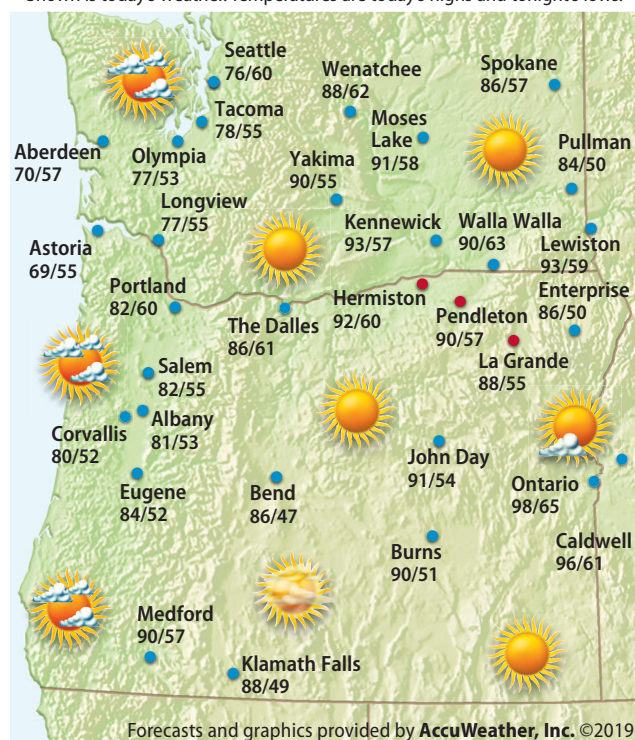 Shown is today's weather. Temperatures are today's highs and tonight's lows.
Seattle
76/60
Wenatchee
88/62
Spokane
86/57
Tacoma
78/55
Moses
Lake
91/58
Pullman
84/50
Aberdeen
70/57
Olympia
77/53
Yakima
90/55
Longview
77/55
Kennewick
93/57
Walla Walla
90/63
Lewiston
93/59
Astoria
69/55
Portland
82/60
The Dalles
86/61
Hermiston
92/60
Pendleton
90/57
Enterprise
86/50
La Grande
88/55
Salem
82/55
Albany
81/53
Corvallis
80/52
John Day
91/54
Ontario
98/65
Eugene
84/52
Bend
86/47
Burns
90/51
Caldwell
96/61
Medford
90/57
Klamath Falls
88/49
Forecasts and graphics provided by AccuWeather, Inc. ©2019